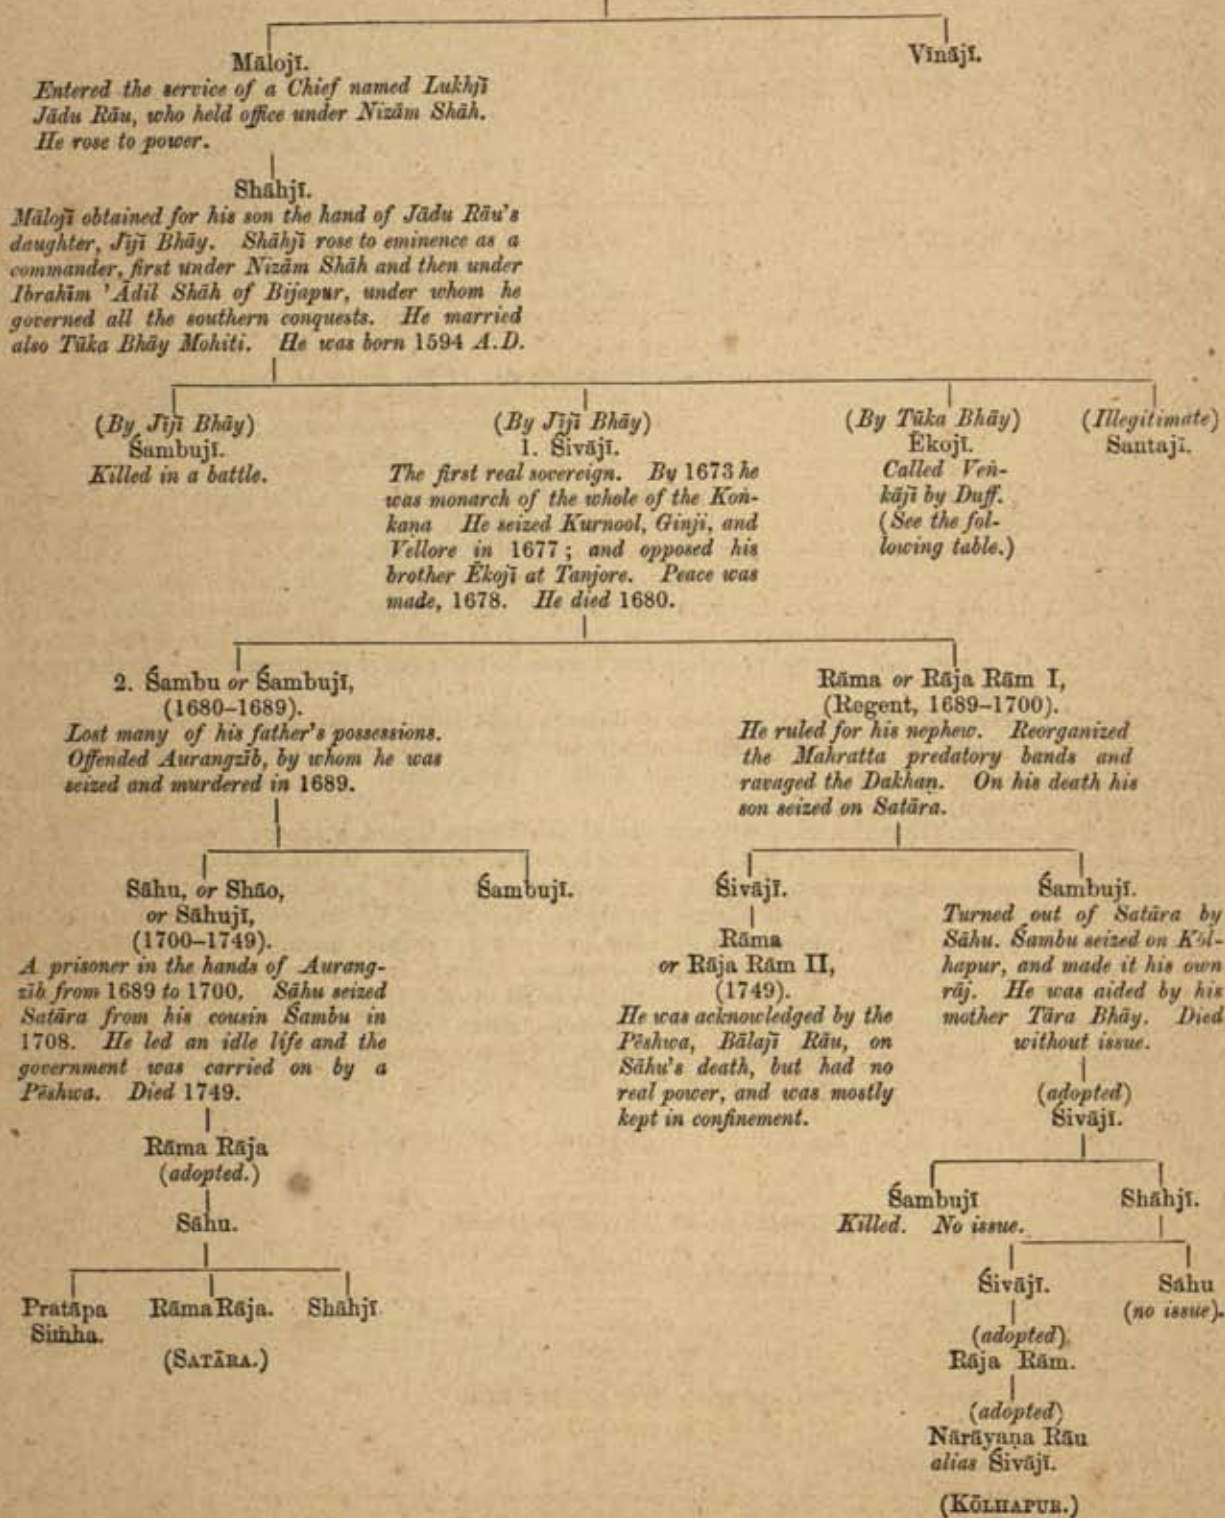 Mālojī.
Vīnājī.
Entered the service of a Chief named Lukhjī
Jādu Rāu, who held office under Nizām Shāh.
He rose to power.
Shāhjī.
Mālojī obtained for his son the hand of Jādu Rāu's
daughter, Jījī Bhāy. Shāhjī rose to eminence as a
commander, first under Nizām Shāh and then under
Ibrahīm 'Ādil Shāh of Bijapur, under whom he
governed all the southern conquests. He married
also Tūka Bhāy Mohiti. He was born 1594 A.D.
(By Jījī Bhāy)
Śambujī.
Killed in a battle.
(By Jījī Bhāy)
1. Śivājī.
The first real sovereign. By 1673 he
was monarch of the whole of the Koṅ-
kana He seized Kurnool, Ginji, and
Vellore in 1677; and opposed his
brother Ēkojī at Tanjore. Peace was
made, 1678. He died 1680.
(By Tūka Bhāy)
Ēkojī.
Called Veṅ-
kājī by Duff.
(See the fol-
lowing table.)
(Illegitimate)
Santajī.
2. Śambu or Śambujī,
(1680–1689).
Lost many of his father's possessions.
Offended Aurangzīb, by whom he was
seized and murdered in 1689.
Rāma or Rāja Rām I,
(Regent, 1689–1700).
He ruled for his nephew. Reorganized
the Mahratta predatory bands and
ravaged the Dakhaṇ. On his death his
son seized on Satāra.
Sāhu, or Shāo,
or Sāhujī,
(1700–1749).
A prisoner in the hands of Aurang-
zīb from 1689 to 1700. Sāhu seized
Satāra from his cousin Śambu in
1708. He led an idle life and the
government was carried on by a
Pēshwa. Died 1749.
Śambujī.
Śivājī.
Rāma
or Rāja Rām II,
(1749).
He was acknowledged by the
Pēshwa, Bālajī Rāu, on
Sāhu's death, but had no
real power, and was mostly
kept in confinement.
Śambujī.
Turned out of Satāra by
Sāhu. Śambu seized on Kōl-
hapur, and made it his own
rāj. He was aided by his
mother Tāra Bhāy. Died
without issue.
(adopted)
Śivājī.
Rāma Rāja
(adopted.)
Sāhu.
Pratāpa
Siṁha.
Rāma Rāja.
Shāhjī
(SATĀRA.)
Śambujī
Killed. No issue.
Shāhjī.
Śivājī.
Sāhu
(no issue).
(adopted)
Rāja Rām.
(adopted)
Nārāyaṇa Rāu
alias Śivājī.
(KŌLHAPUR.)